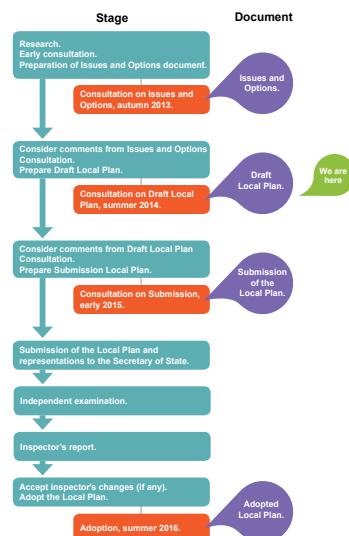 Stage
Document
Research.
Early consultation.
Preparation of Issues and Options document.
Issues and
Options.
Consultation on Issues and
Options, autumn 2013.
Consider comments from Issues and Options
Consultation.
Prepare Draft Local Plan.
Draft
Local Plan.
We are
here
Consultation on Draft Local
Plan, summer 2014.
Consider comments from Draft Local Plan
Consultation.
Prepare Submission Local Plan.
Submission
of the
Local Plan.
Consultation on Submission,
early 2015.
Submission of the Local Plan and
representations to the Secretary of State.
Independent examination.
Inspector's report.
Accept inspector's changes (if any).
Adopt the Local Plan.
Adopted
Local Plan.
Adoption, summer 2016.